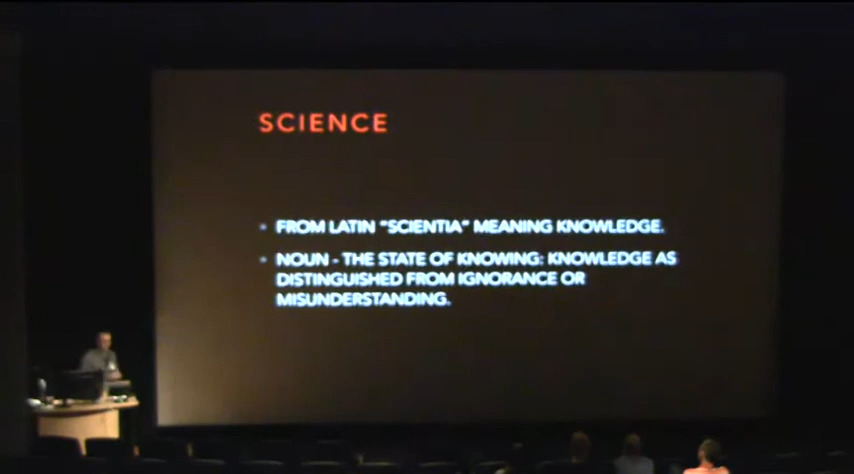 SCIENCE
• FROM LATIN “SCIENTIA” MEANING KNOWLEDGE.
• NOUN - THE STATE OF KNOWING: KNOWLEDGE AS
DISTINGUISHED FROM IGNORANCE OR
MISUNDERSTANDING.